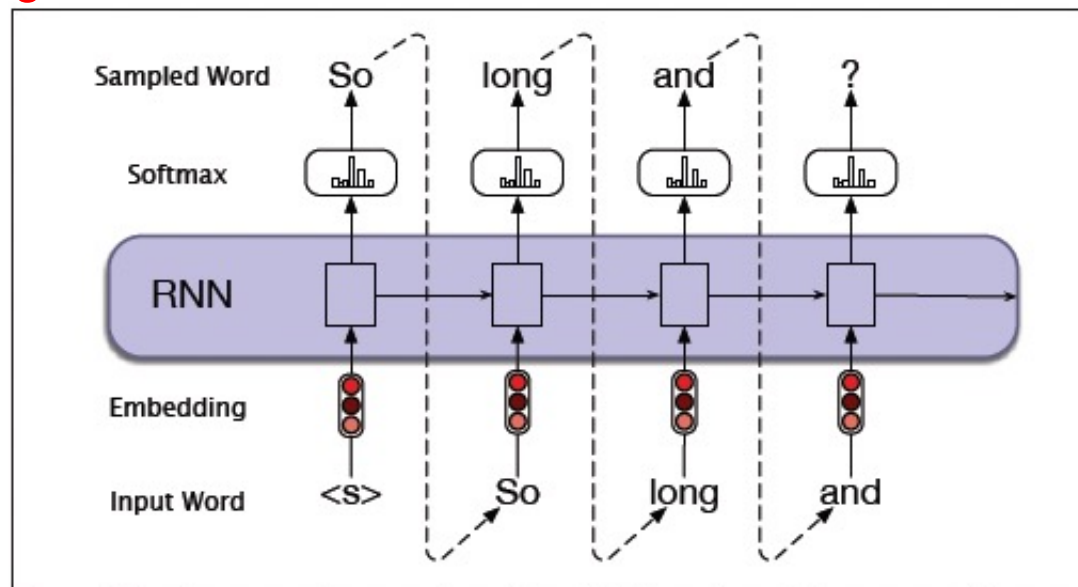 Sampled Word So long and ?
Softmax
RNN
Embedding
Input Word <s> So long and